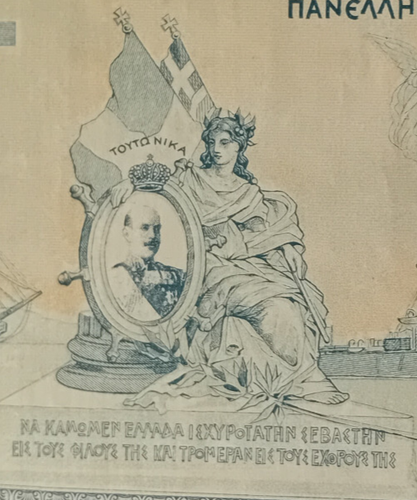 ΠΑΝΕΛΛΗ
ΤΟΥΤΩ ΝΙΚΑ
ΝΑ ΚΑΜΩΜΕΝ ΕΛΛΑΔΑ ΙΣΧΥΡΟΤΑΤΗΝ ΣΕΒΑΣΤΗΝ
ΕΙΣ ΤΟΥΣ ΦΙΛΟΥΣ ΤΗΣ ΚΑΙ ΤΡΟΜΕΡΑΝ ΕΙΣ ΤΟΥΣ ΕΧΘΡΟΥΣ ΤΗΣ